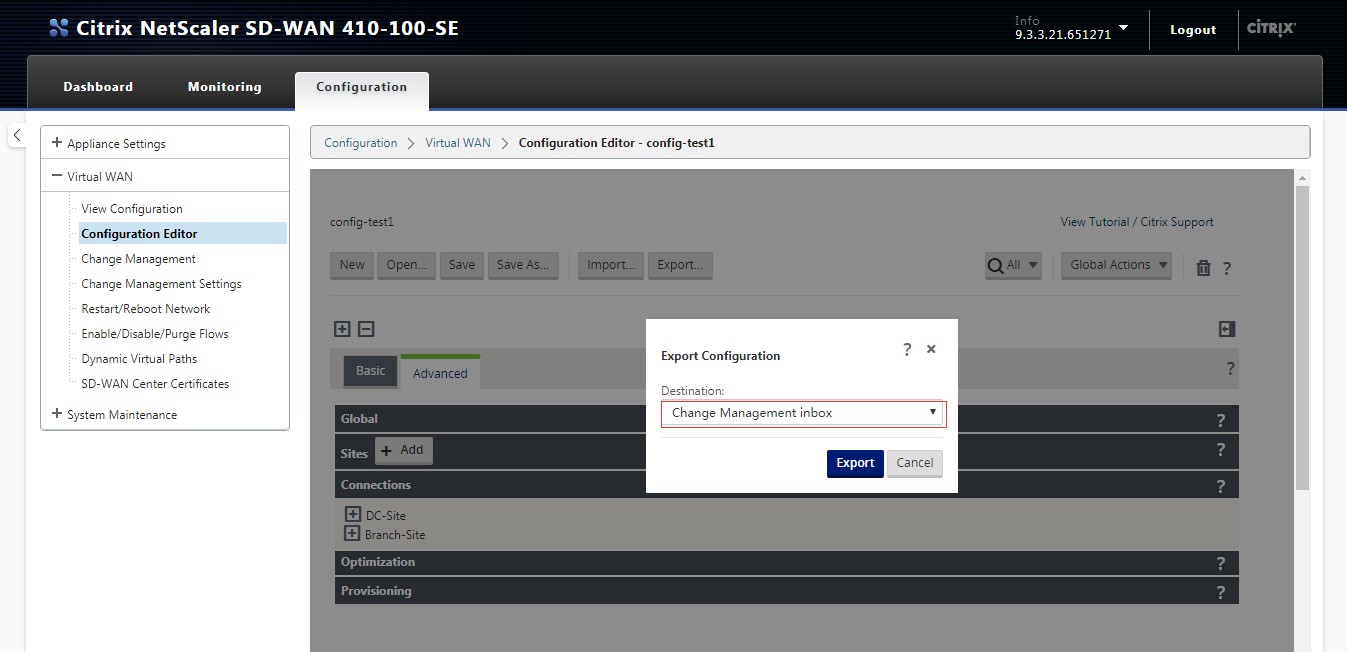 Citrix NetScaler SD-WAN 410-100-SE
Info
9.3.3.21.651271
Logout
CITRIX
Dashboard
Monitoring
Configuration
+ Appliance Settings
− Virtual WAN
View Configuration
Configuration Editor
Change Management
Change Management Settings
Restart/Reboot Network
Enable/Disable/Purge Flows
Dynamic Virtual Paths
SD-WAN Center Certificates
+ System Maintenance
Configuration > Virtual WAN > Configuration Editor - config-test1
config-test1
View Tutorial / Citrix Support
New
Open...
Save
Save As...
Import...
Export...
All
Global Actions
?
Basic
Advanced
?
Global ?
Sites + Add ?
Connections ?
DC-Site
Branch-Site
Optimization ?
Provisioning ?
Export Configuration ? ×
Destination:
Change Management inbox
Export
Cancel